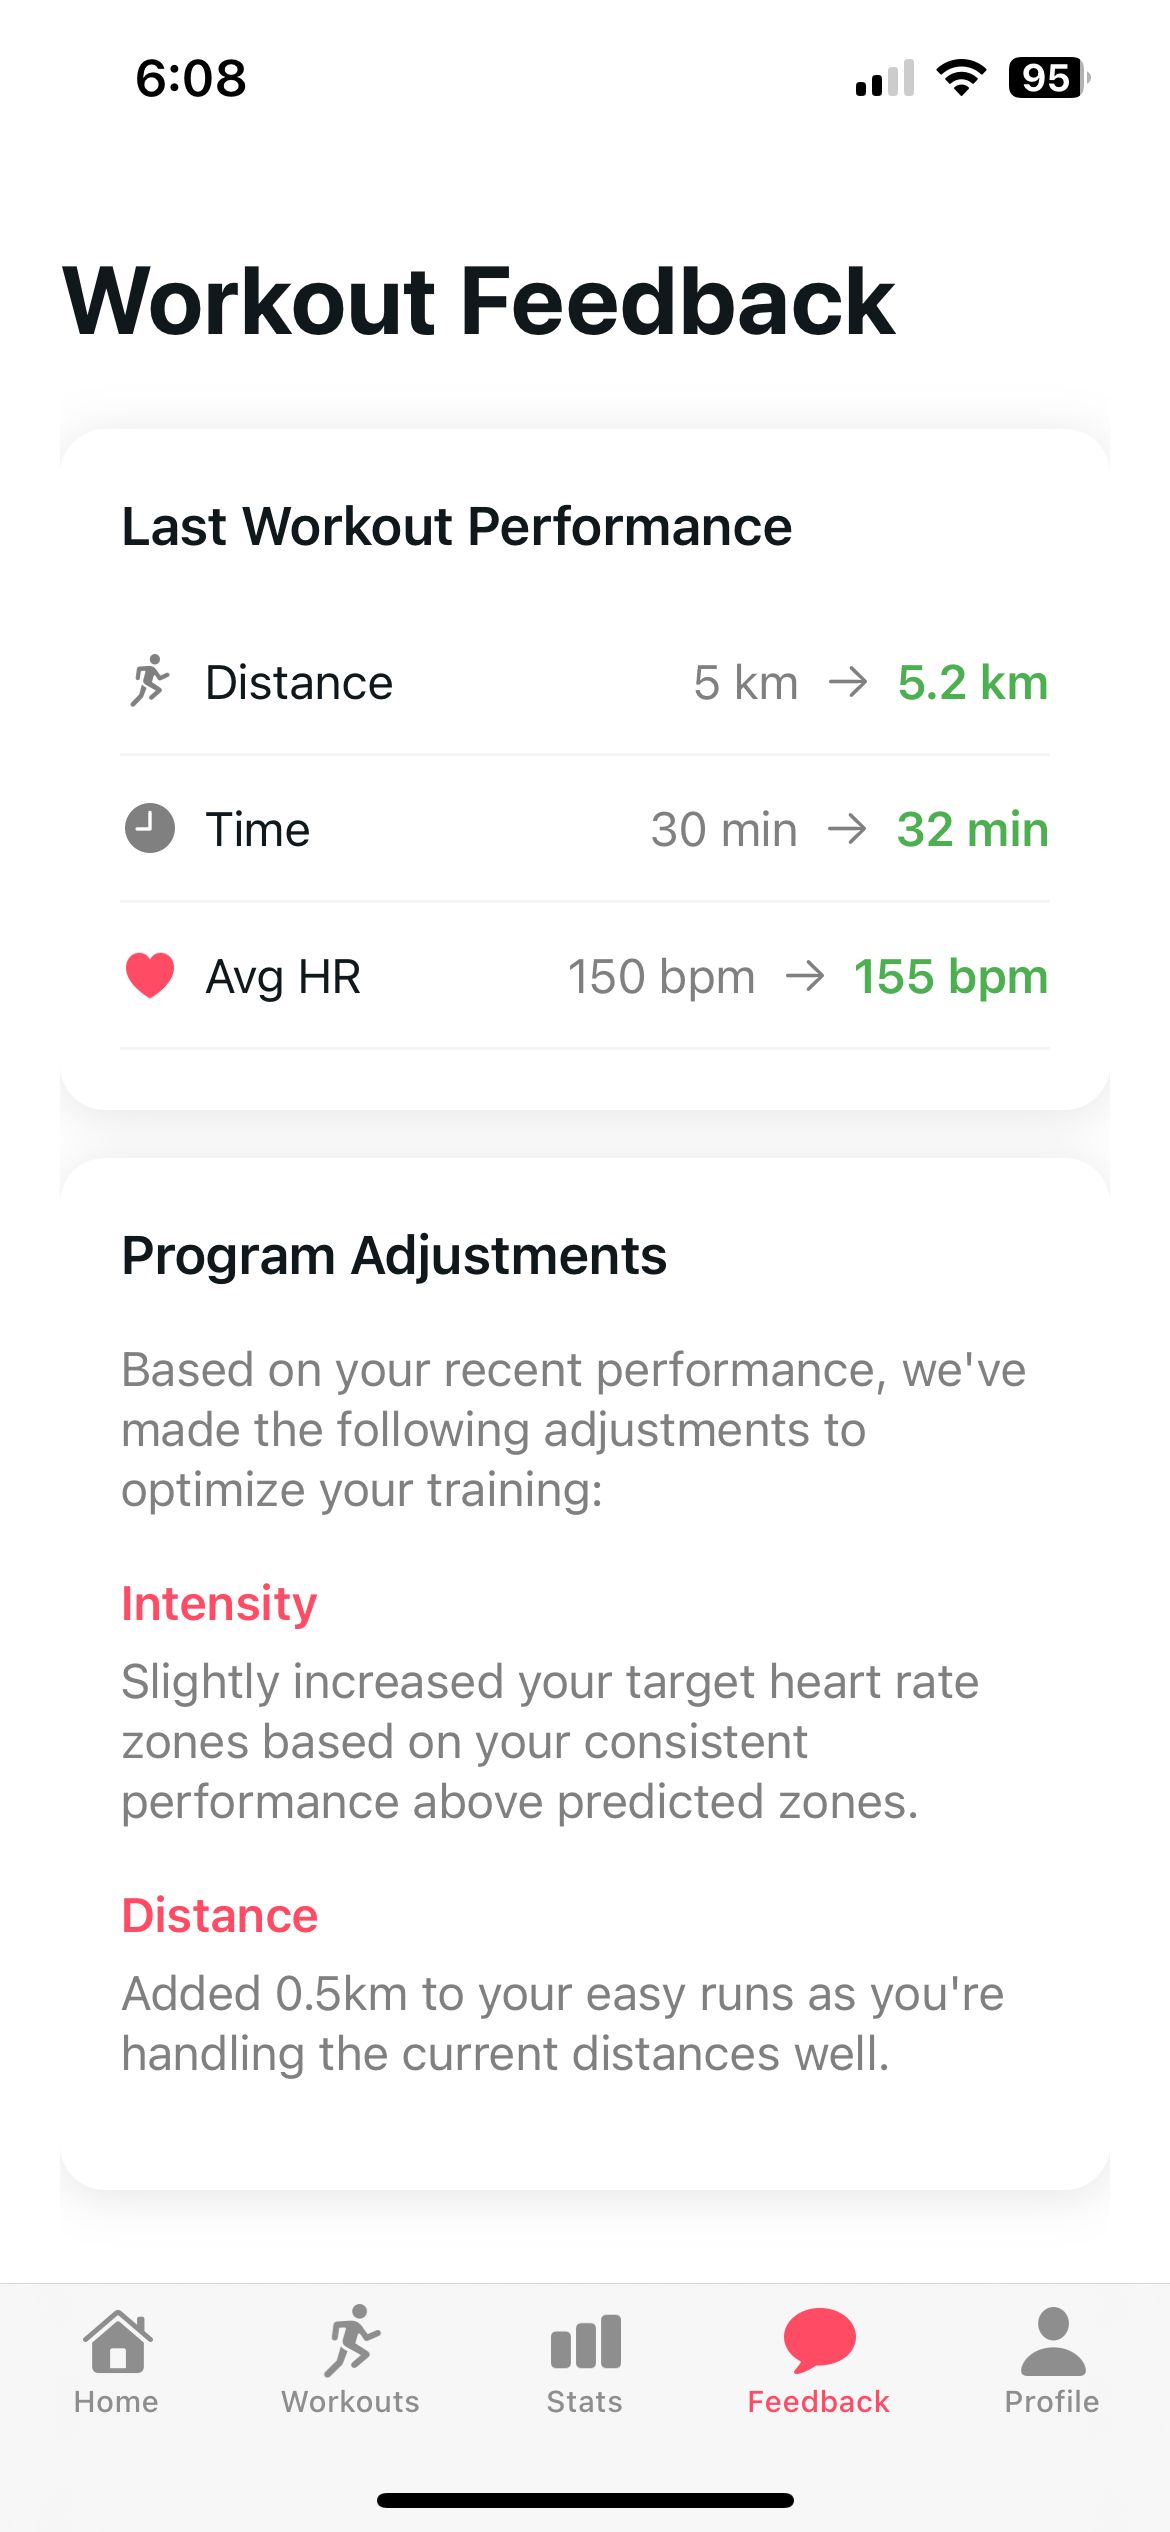 6:08
95
Workout Feedback
Last Workout Performance
Distance 5 km → 5.2 km
Time 30 min → 32 min
Avg HR 150 bpm → 155 bpm
Program Adjustments
Based on your recent performance, we've
made the following adjustments to
optimize your training:
Intensity
Slightly increased your target heart rate
zones based on your consistent
performance above predicted zones.
Distance
Added 0.5km to your easy runs as you're
handling the current distances well.
Home Workouts Stats Feedback Profile